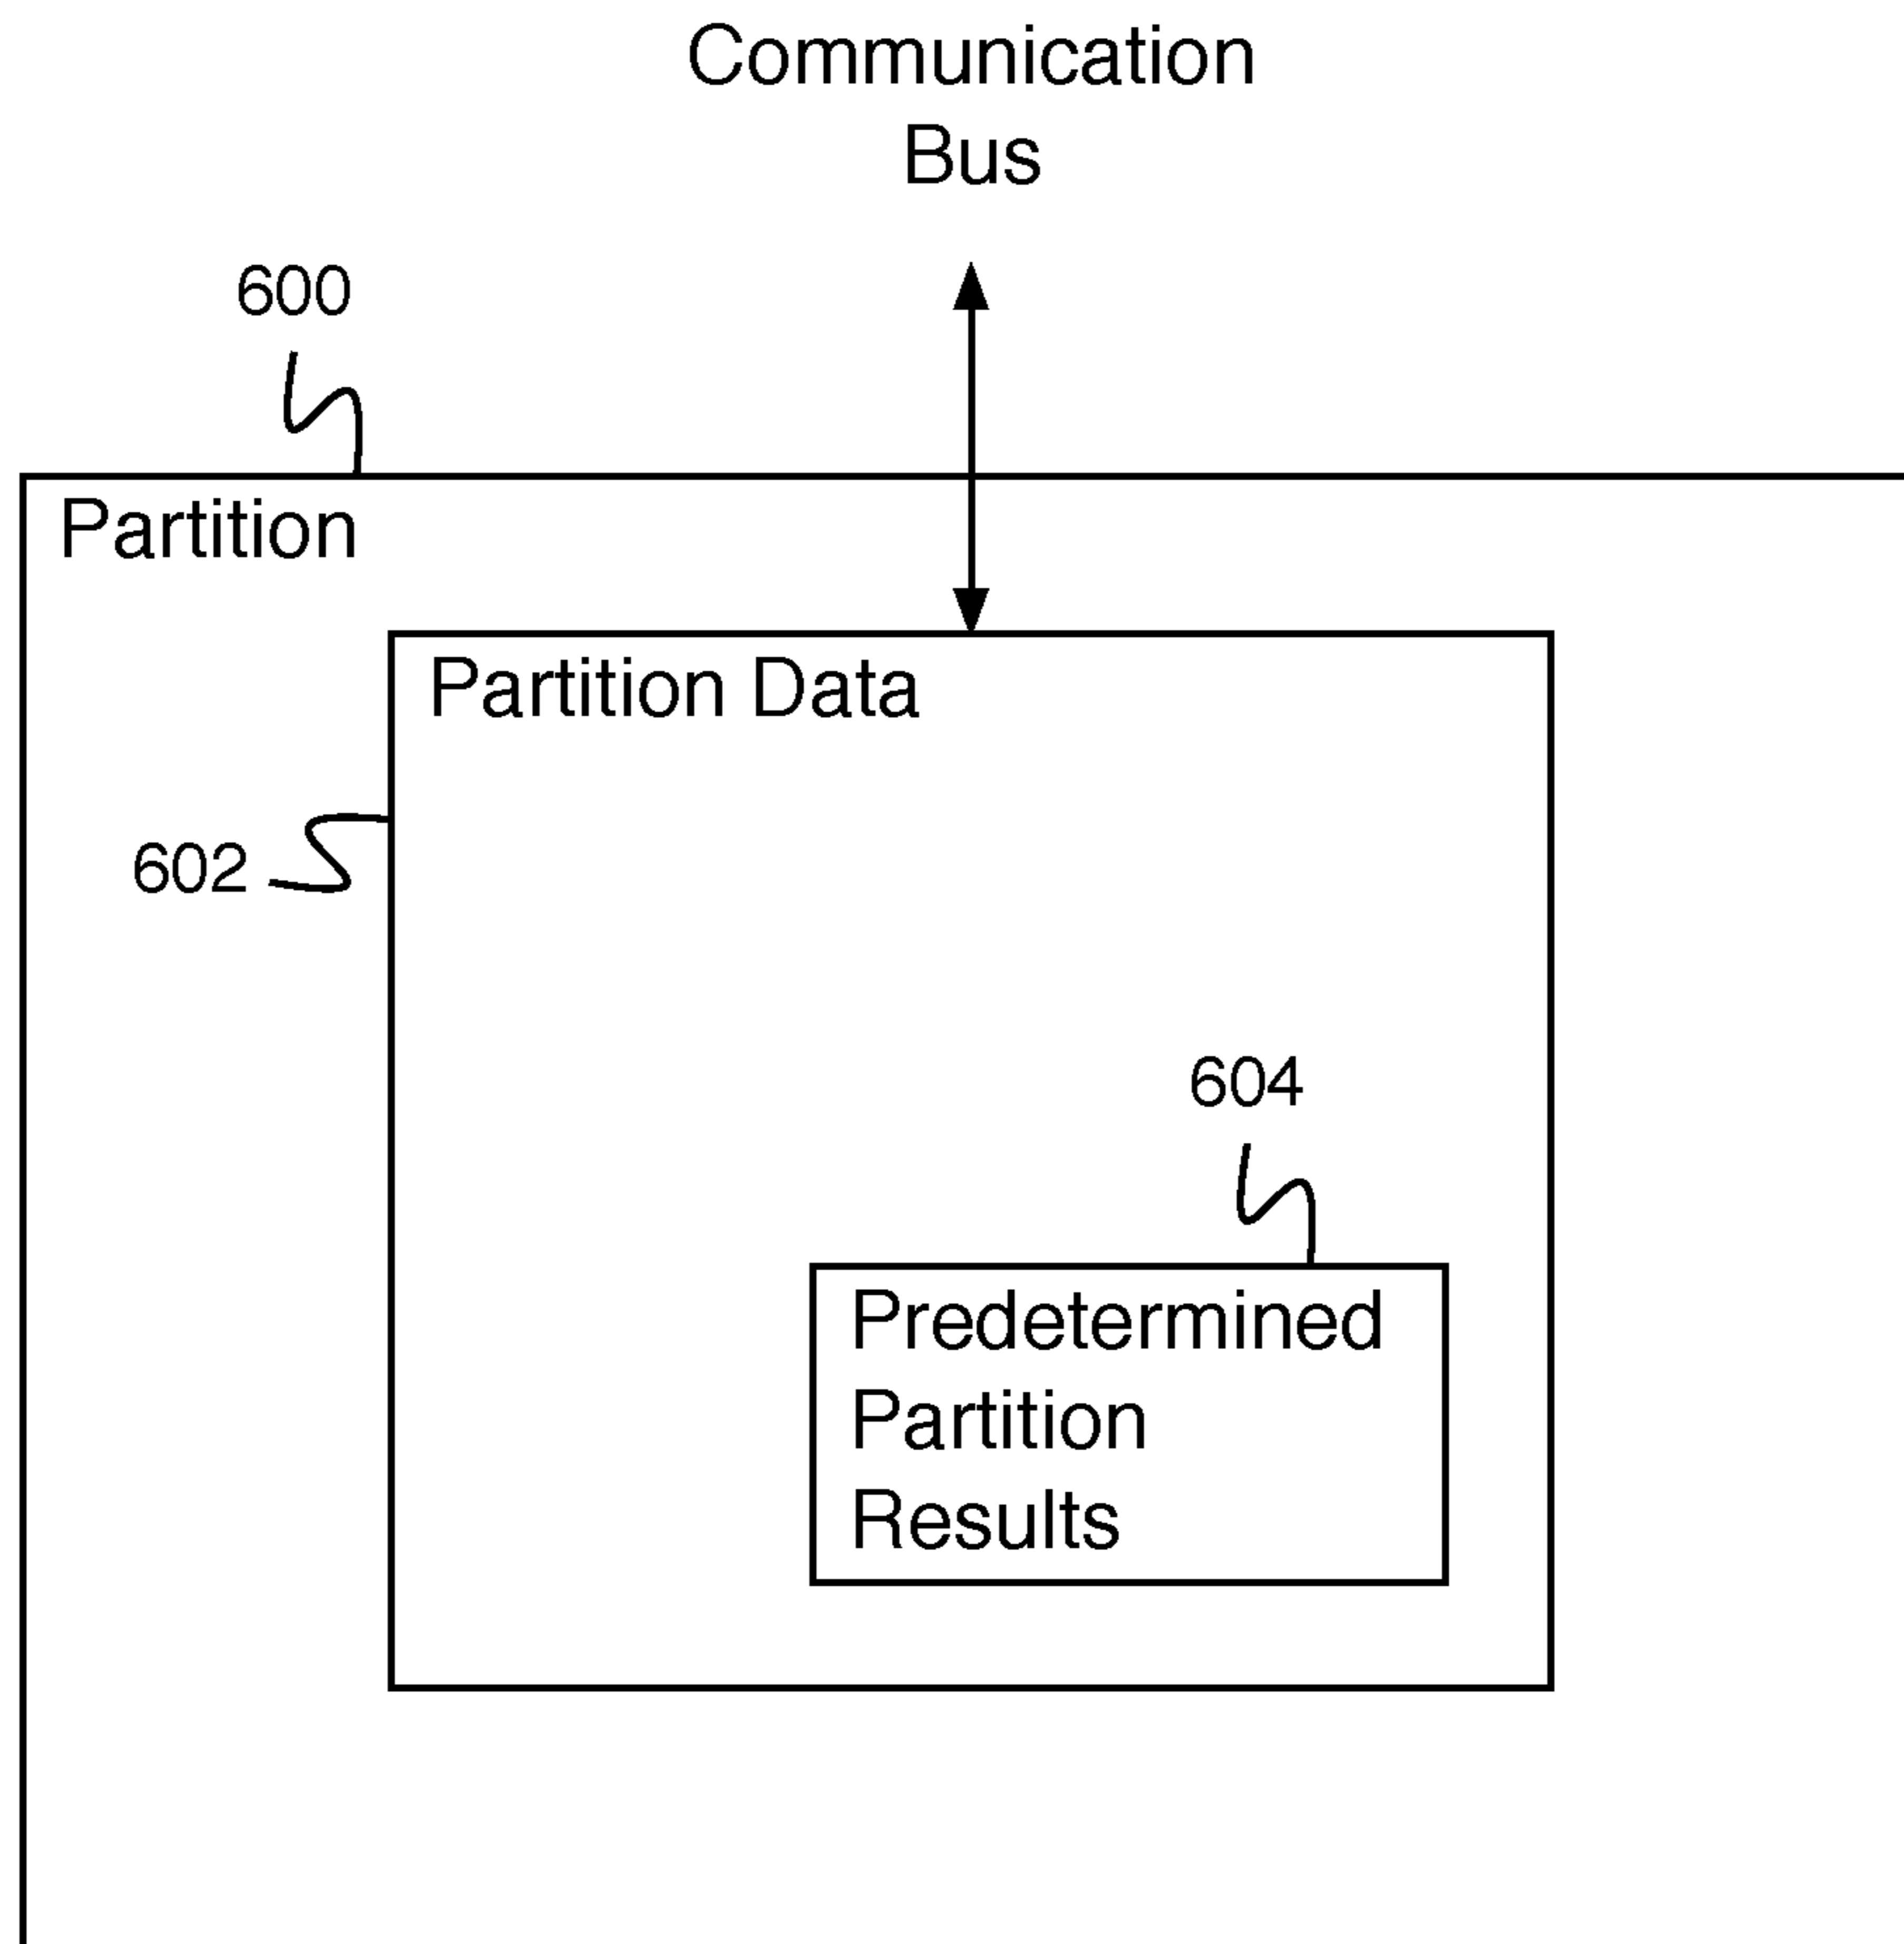 Communication
Bus
600
Partition
Partition Data
602
604
Predetermined
Partition
Results